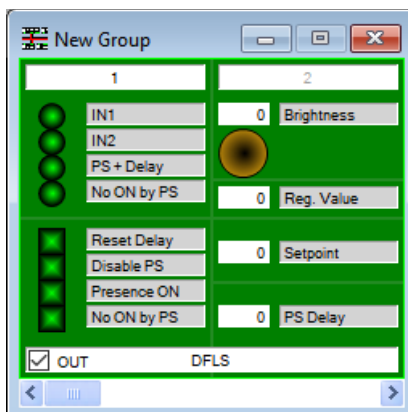 New Group
1 2
IN1 0 Brightness
IN2
PS + Delay
No ON by PS 0 Reg. Value
Reset Delay 0 Setpoint
Disable PS
Presence ON
No ON by PS 0 PS Delay
OUT DFLS